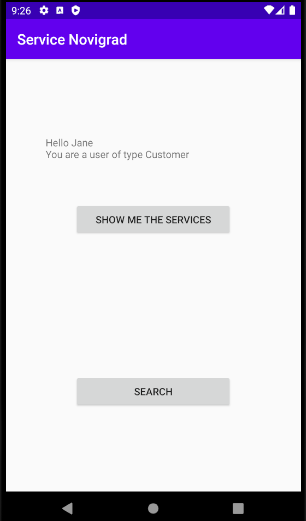 9:26
Service Novigrad
Hello Jane
You are a user of type Customer
SHOW ME THE SERVICES
SEARCH